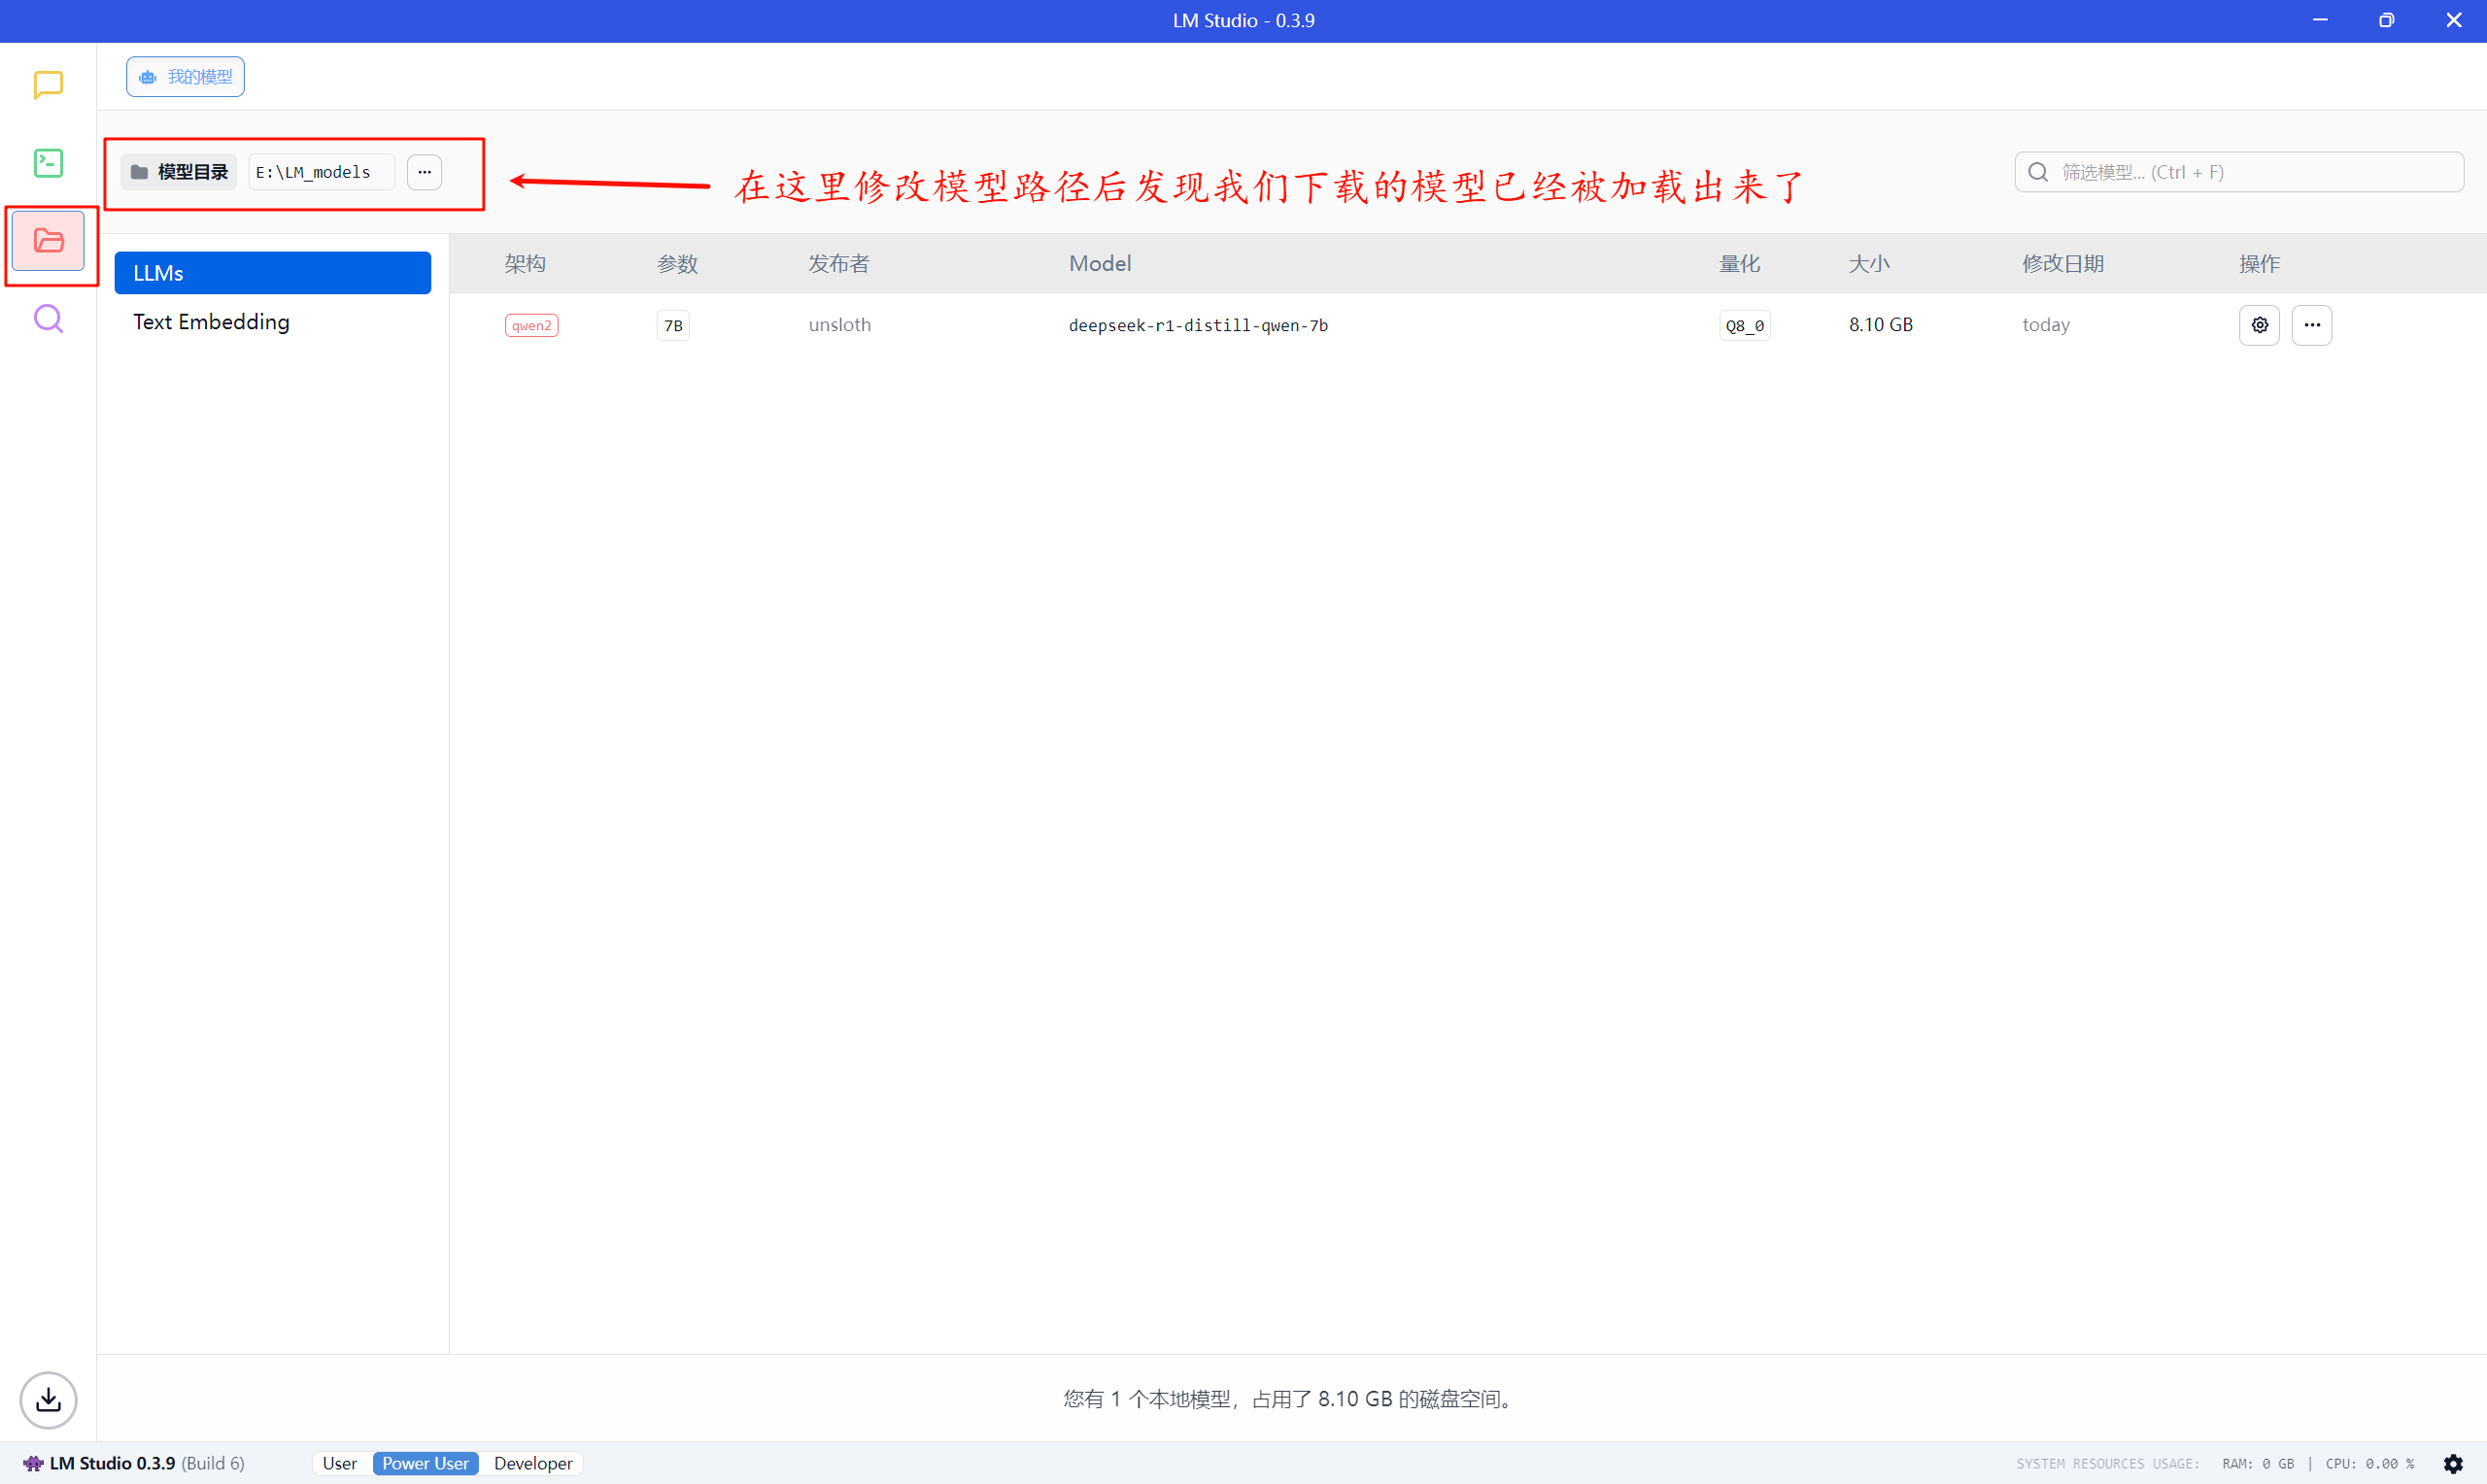 LM Studio - 0.3.9
我的模型
模型目录 E:\LM_models ...
在这里修改模型路径后发现我们下载的模型已经被加载出来了
筛选模型... (Ctrl + F)
LLMs
Text Embedding
架构 参数 发布者 Model 量化 大小 修改日期 操作
qwen2 7B unsloth deepseek-r1-distill-qwen-7b Q8_0 8.10 GB today ...
您有 1 个本地模型，占用了 8.10 GB 的磁盘空间。
LM Studio 0.3.9 (Build 6) User Power User Developer SYSTEM RESOURCES USAGE: RAM: 0 GB | CPU: 0.00 %